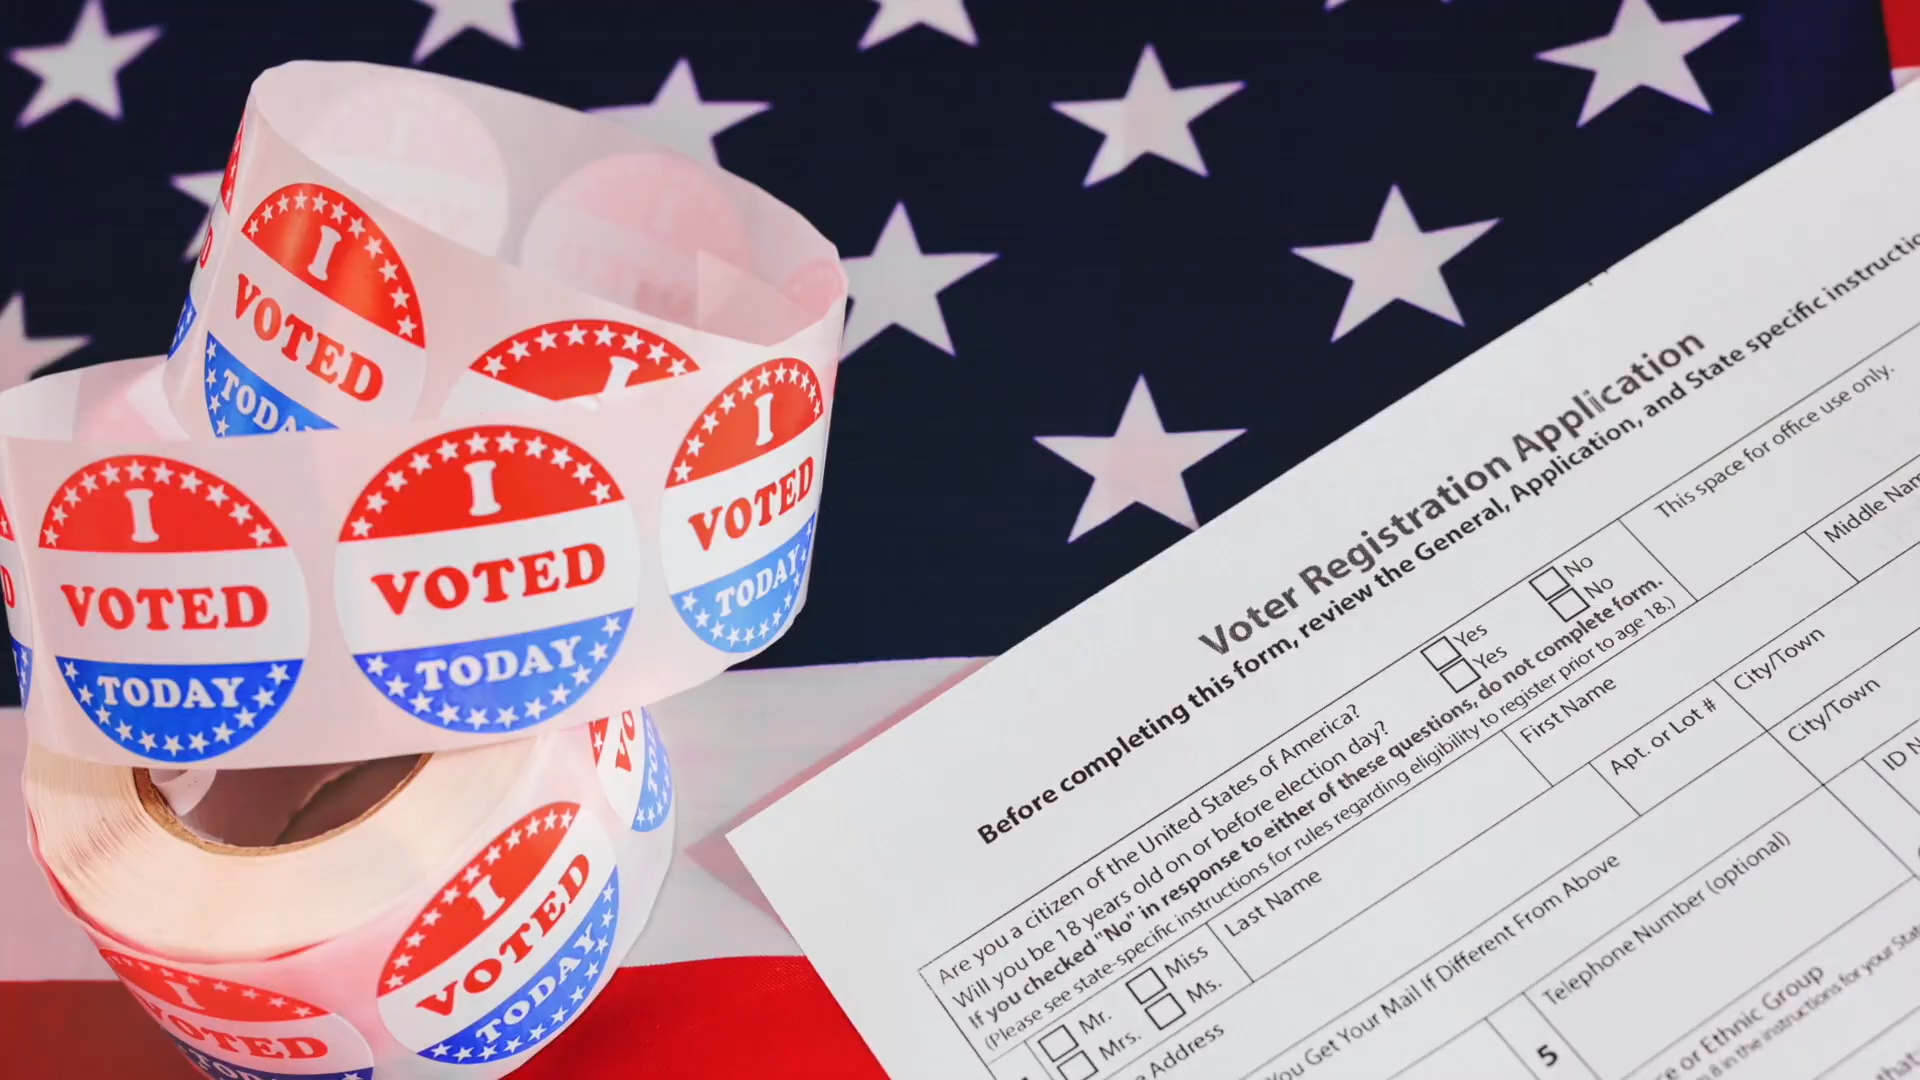 I
VOTED
TODAY
I
I
VOTED
TODAY
I
VOTED
TODAY
I
VOTED
TODAY
I
VOTED
TODAY
I
VOTED
TODAY
Voter Registration Application
Before completing this form, review the General, Application, and State specific
This space for office use only.
Are you a citizen of the United States of America? Yes No
Will you be 18 years old on or before election day? Yes No
If you checked "No" in response to either of these questions, do not complete form.
(Please see state-specific instructions for rules regarding eligibility to register prior to age 18.)
Mr. Miss Last Name First Name Middle
Mrs. Ms.
Address Apt. or Lot # City/Town
You Get Your Mail If Different From Above City/Town
5 Telephone Number (optional) ID
or Ethnic Group
in the instructions for your